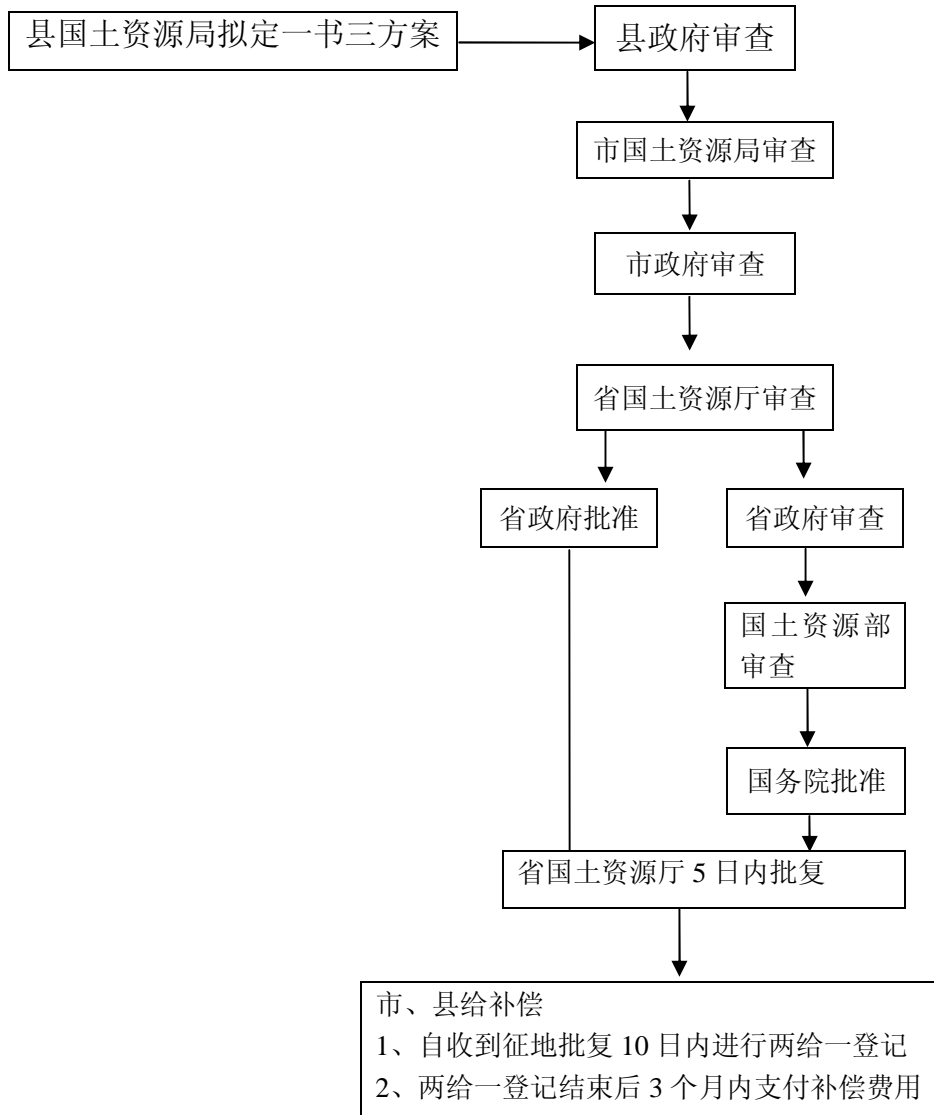 县国土资源局拟定一书三方案
县政府审查
市国土资源局审查
市政府审查
省国土资源厅审查
省政府批准
省政府审查
国土资源部
审查
国务院批准
省国土资源厅 5 日内批复
市、县给补偿
1、自收到征地批复 10 日内进行两给一登记
2、两给一登记结束后 3 个月内支付补偿费用